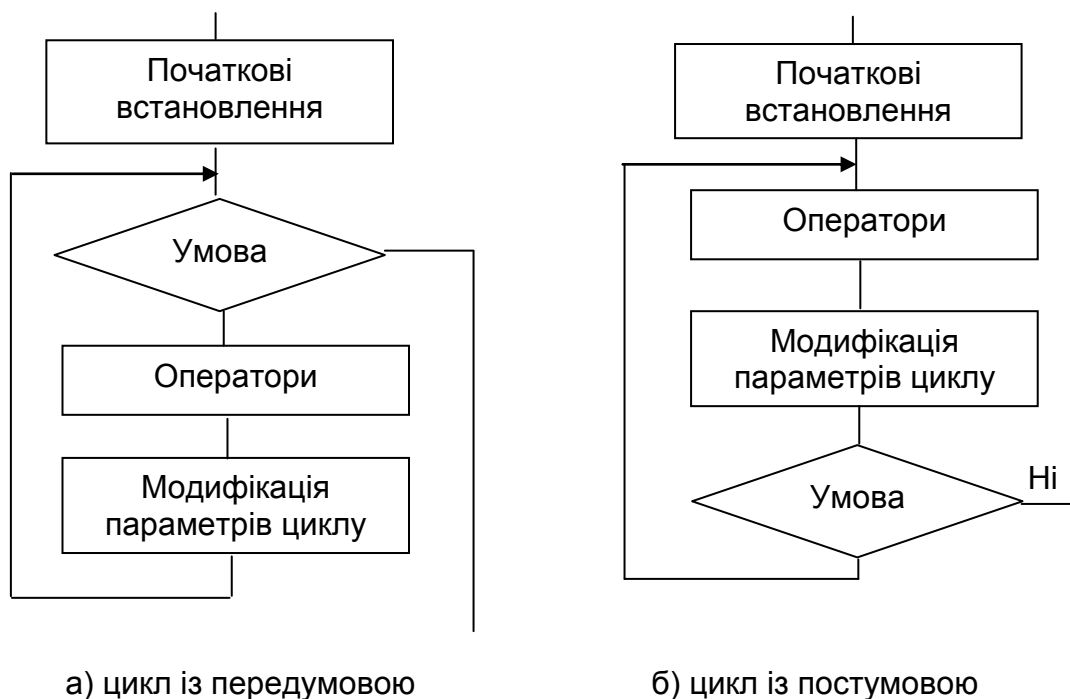 Початкові
встановлення
Умова
Оператори
Модифікація
параметрів циклу
а) цикл із передумовою
Початкові
встановлення
Оператори
Модифікація
параметрів циклу
Умова
Ні
б) цикл із постумовою